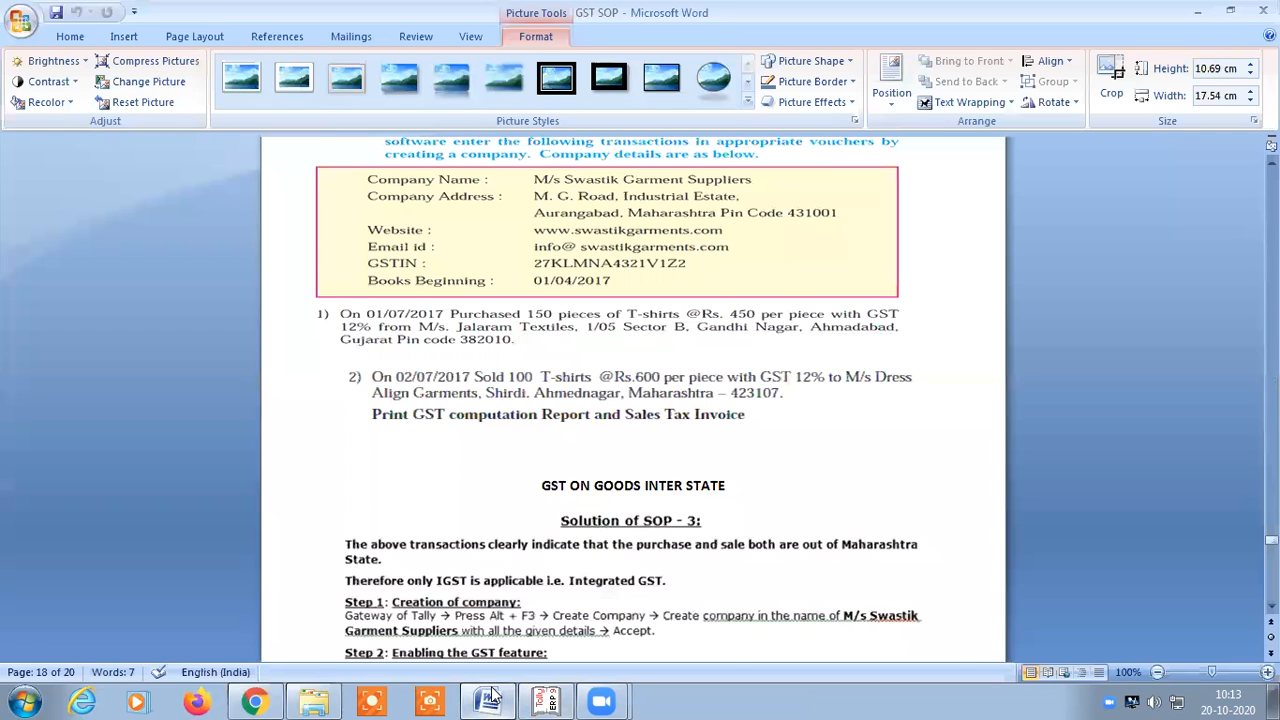 Picture Tools GST SOP - Microsoft Word
Home Insert Page Layout References Mailings Review View Format
Brightness Compress Pictures Picture Shape Bring to Front Align Height: 10.69 cm
Contrast Change Picture Picture Border Send to Back Group Width: 17.54 cm
Recolor Reset Picture Picture Effects Position Text Wrapping Rotate Crop
Adjust Picture Styles Arrange Size
software enter the following transactions in appropriate vouchers by
creating a company. Company details are as below.
Company Name : M/s Swastik Garment Suppliers
Company Address : M. G. Road, Industrial Estate,
Aurangabad, Maharashtra Pin Code 431001
Website : www.swastikgarments.com
Email id : info@ swastikgarments.com
GSTIN : 27KLMNA4321V1Z2
Books Beginning : 01/04/2017
1) On 01/07/2017 Purchased 150 pieces of T-shirts @Rs. 450 per piece with GST
12% from M/s. Jalaram Textiles, 1/05 Sector B, Gandhi Nagar, Ahmadabad,
Gujarat Pin code 382010.
2) On 02/07/2017 Sold 100 T-shirts @Rs.600 per piece with GST 12% to M/s Dress
Align Garments, Shirdi. Ahmednagar, Maharashtra – 423107.
Print GST computation Report and Sales Tax Invoice
GST ON GOODS INTER STATE
Solution of SOP - 3:
The above transactions clearly indicate that the purchase and sale both are out of Maharashtra
State.
Therefore only IGST is applicable i.e. Integrated GST.
Step 1: Creation of company:
Gateway of Tally → Press Alt + F3 → Create Company → Create company in the name of M/s Swastik
Garment Suppliers with all the given details → Accept.
Step 2: Enabling the GST feature:
Page: 18 of 20 Words: 7 English (India) 100%
Tally ERP 9
10:13
20-10-2020